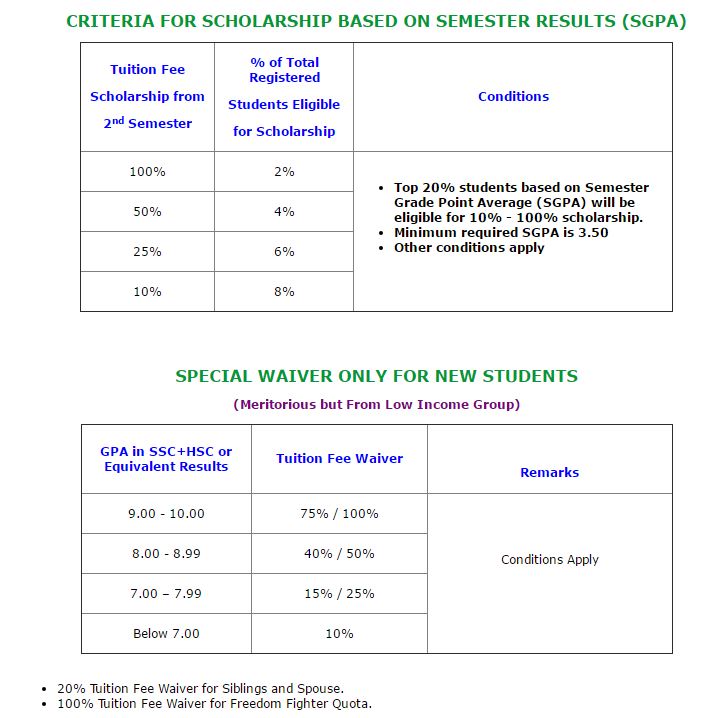 CRITERIA FOR SCHOLARSHIP BASED ON SEMESTER RESULTS (SGPA)
Tuition Fee
Scholarship from
2nd Semester
% of Total
Registered
Students Eligible
for Scholarship
Conditions
100%
2%
50%
4%
25%
6%
10%
8%
• Top 20% students based on Semester
Grade Point Average (SGPA) will be
eligible for 10% - 100% scholarship.
• Minimum required SGPA is 3.50
• Other conditions apply
SPECIAL WAIVER ONLY FOR NEW STUDENTS
(Meritorious but From Low Income Group)
GPA in SSC+HSC or
Equivalent Results
Tuition Fee Waiver
Remarks
9.00 - 10.00
75% / 100%
8.00 - 8.99
40% / 50%
7.00 – 7.99
15% / 25%
Below 7.00
10%
Conditions Apply
• 20% Tuition Fee Waiver for Siblings and Spouse.
• 100% Tuition Fee Waiver for Freedom Fighter Quota.